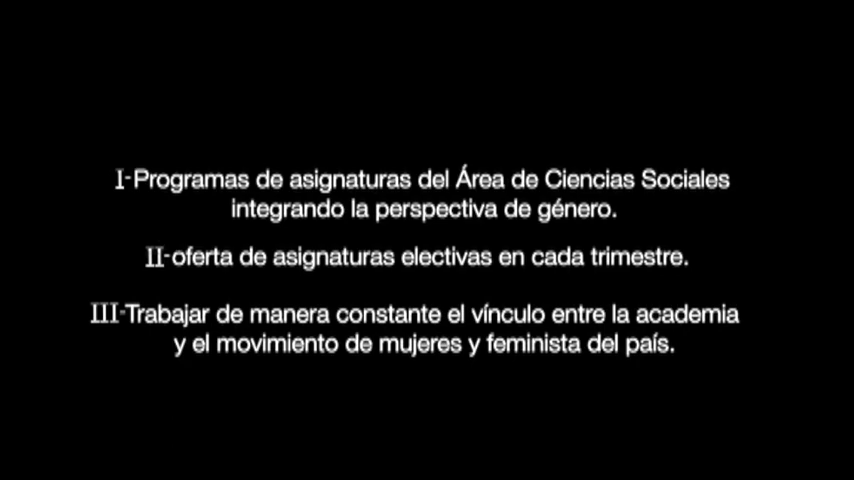 I-Programas de asignaturas del Área de Ciencias Sociales
integrando la perspectiva de género.
II-oferta de asignaturas electivas en cada trimestre.
III-Trabajar de manera constante el vínculo entre la academia
y el movimiento de mujeres y feminista del país.